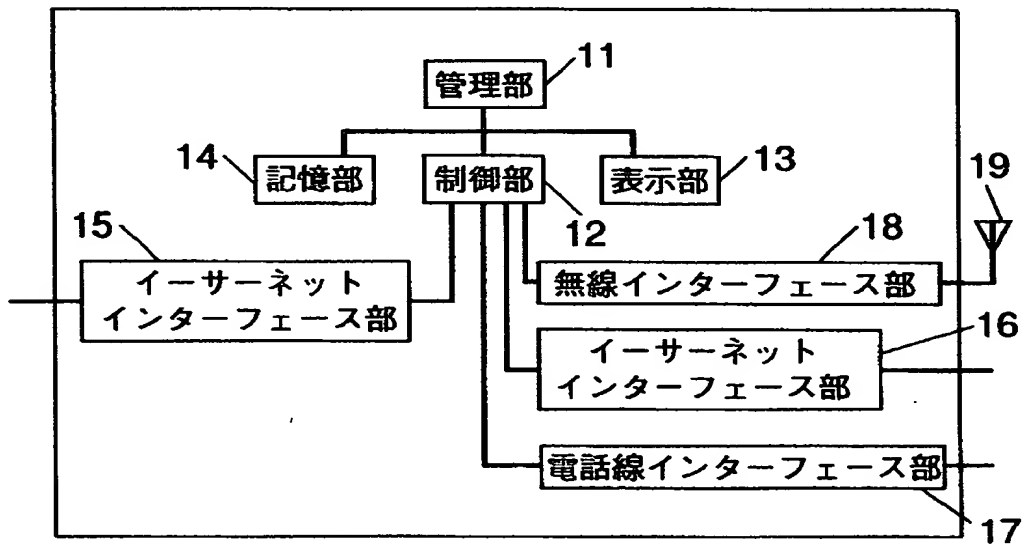 11
管理部
14
記憶部
制御部
表示部
13
19
12
15
イーサーネット
インターフェース部
18
無線インターフェース部
16
イーサーネット
インターフェース部
電話線インターフェース部
17